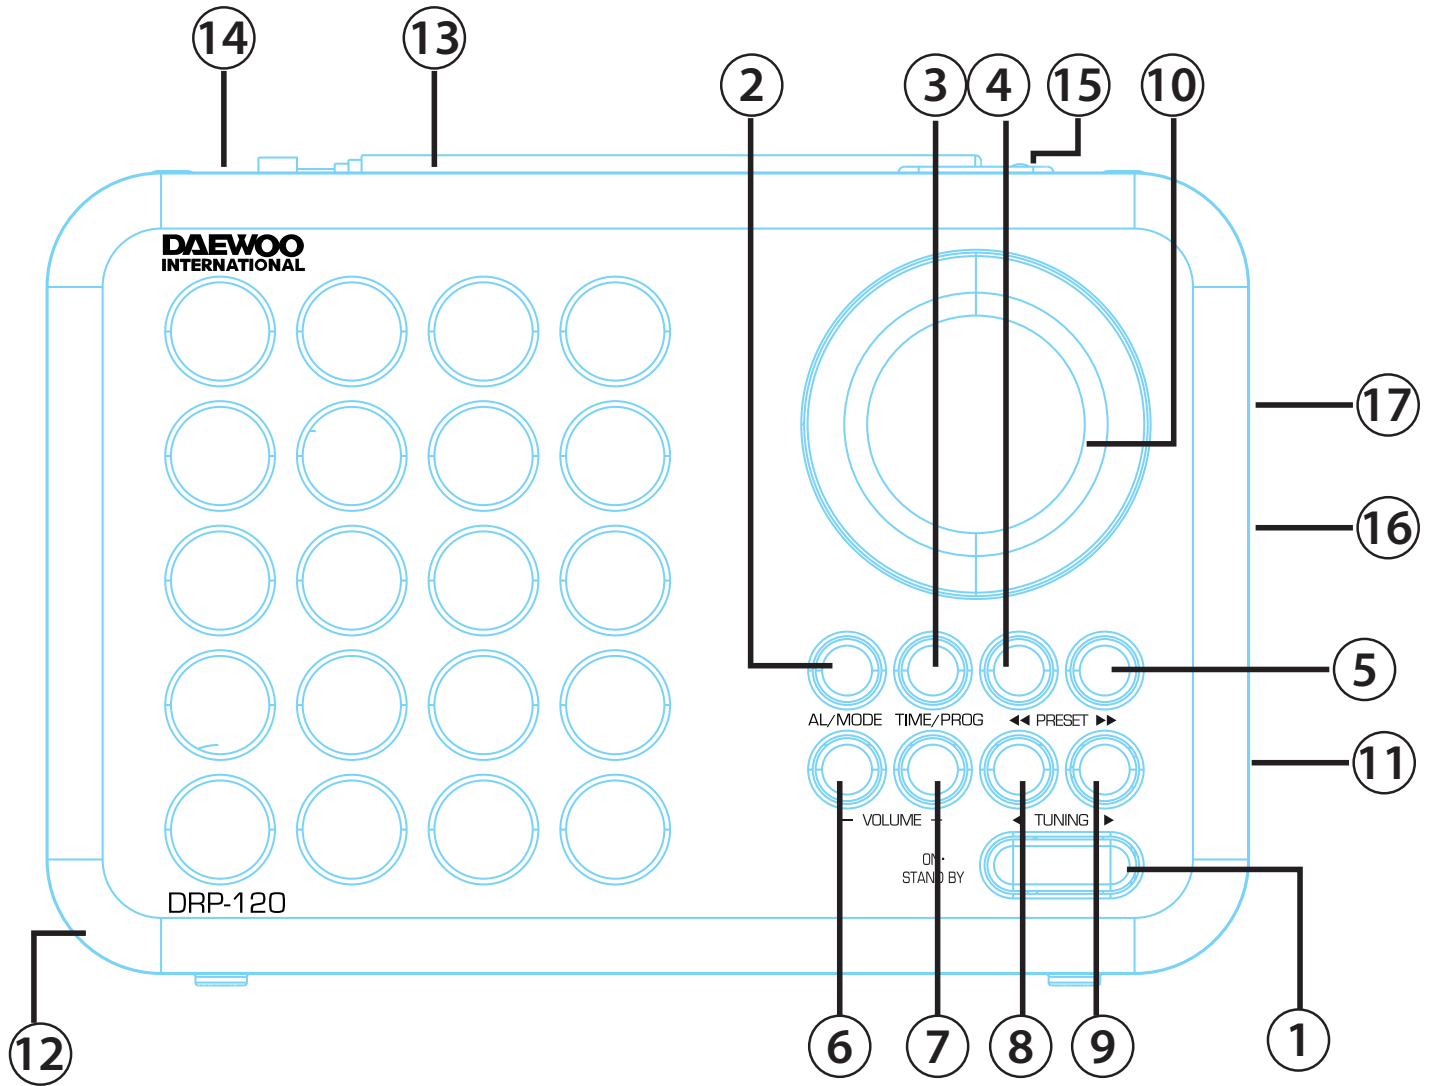 14 13
2 3 4 15 10
DAEWOO
INTERNATIONAL
17
16
5
AL/MODE TIME/PROG ◀◀ PRESET ▶▶
11
− VOLUME + ◀ TUNING ▶
ON•
STAND BY
DRP-120
12 6 7 8 9 1